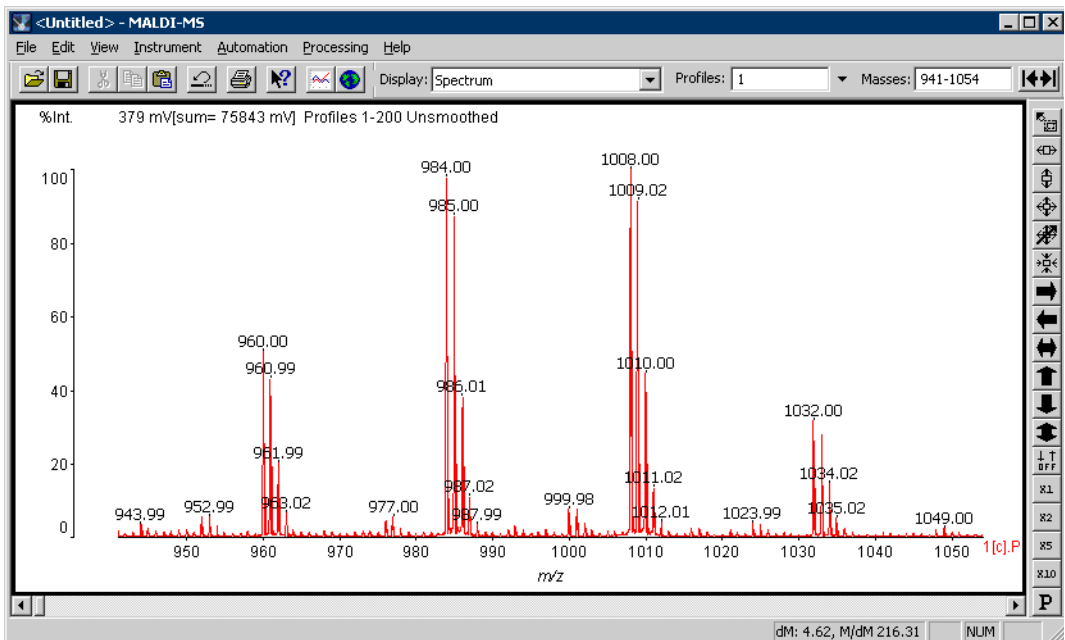 <Untitled> - MALDI-MS
File Edit View Instrument Automation Processing Help
Display: Spectrum Profiles: 1 Masses: 941-1054
%Int. 379 mV[sum= 75843 mV] Profiles 1-200 Unsmoothed
1008.00
984.00
100
1009.02
985.00
80
60
960.00
1010.00
960.99
986.01
40
1032.00
961.99
20
1011.02
1034.02
987.02
963.02
977.00
999.98
1035.02
943.99
952.99
987.99
1012.01
1023.99
1049.00
0
950 960 970 980 990 1000 1010 1020 1030 1040 1050
1[c].P
m/z
OFF
X1
X2
X5
X10
P
dM: 4.62, M/dM 216.31 NUM